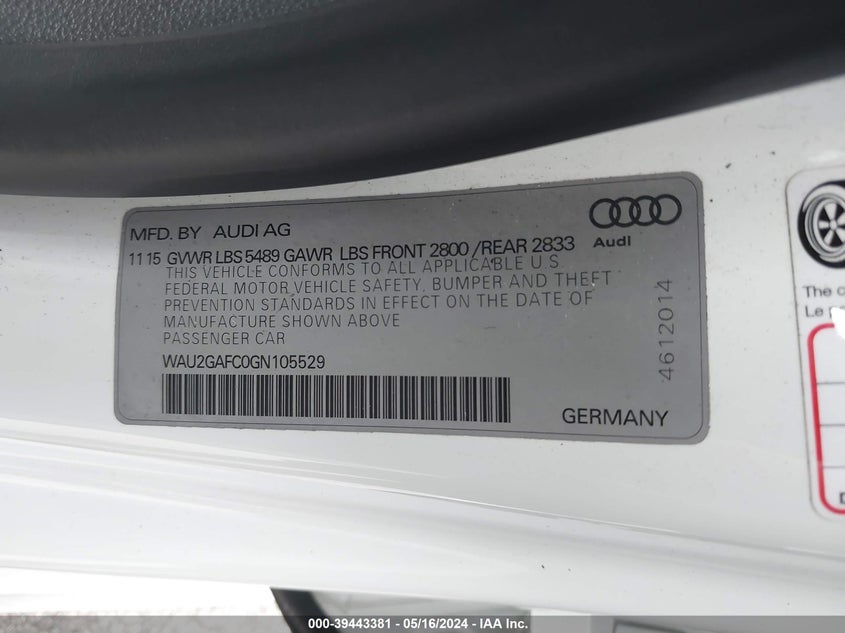 MFD. BY AUDI AG
Audi
11 15 GVWR LBS 5489 GAWR LBS FRONT 2800 /REAR 2833
THIS VEHICLE CONFORMS TO ALL APPLICABLE U S
FEDERAL MOTOR VEHICLE SAFETY, BUMPER AND THEFT
PREVENTION STANDARDS IN EFFECT ON THE DATE OF
MANUFACTURE SHOWN ABOVE
PASSENGER CAR
WAU2GAFC0GN105529
4612014
GERMANY
The c
Le
000-39443381 / 05/16/2024 / IAA Inc.